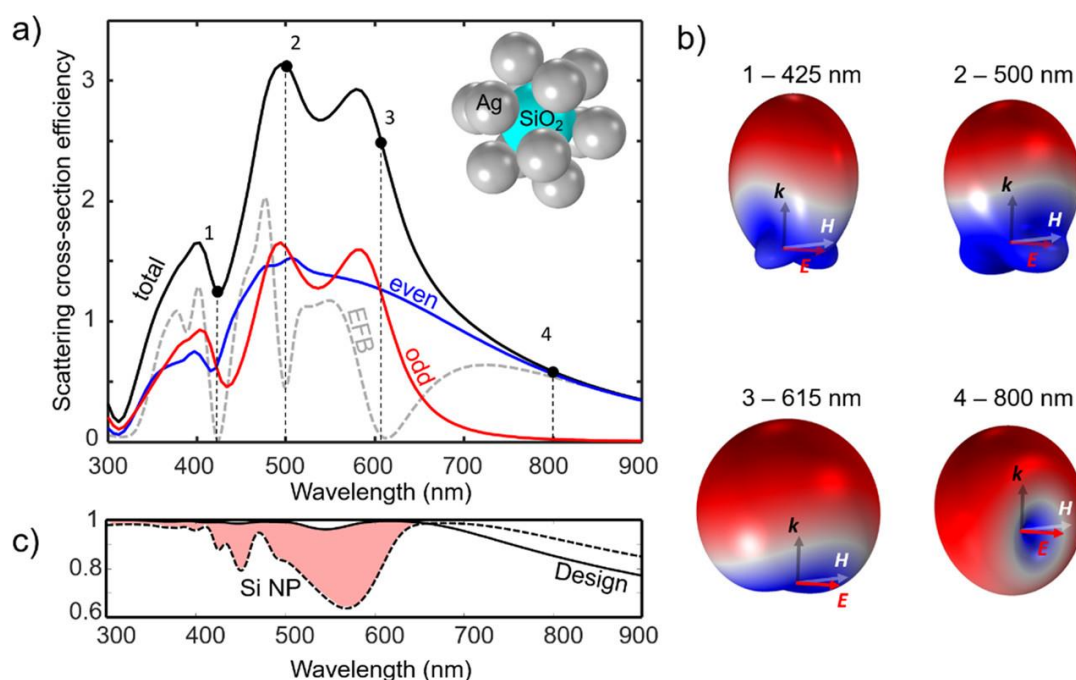 a)
Scattering cross-section efficiency
3
2
1
0
300 400 500 600 700 800 900
Wavelength (nm)
total
even
odd
EFB
1
2
3
4
Ag
SiO2
b)
1 – 425 nm
k
H
E
2 – 500 nm
k
H
E
3 – 615 nm
k
H
E
4 – 800 nm
k
H
E
c)
1
0.8
0.6
Si NP
Design
300 400 500 600 700 800 900
Wavelength (nm)